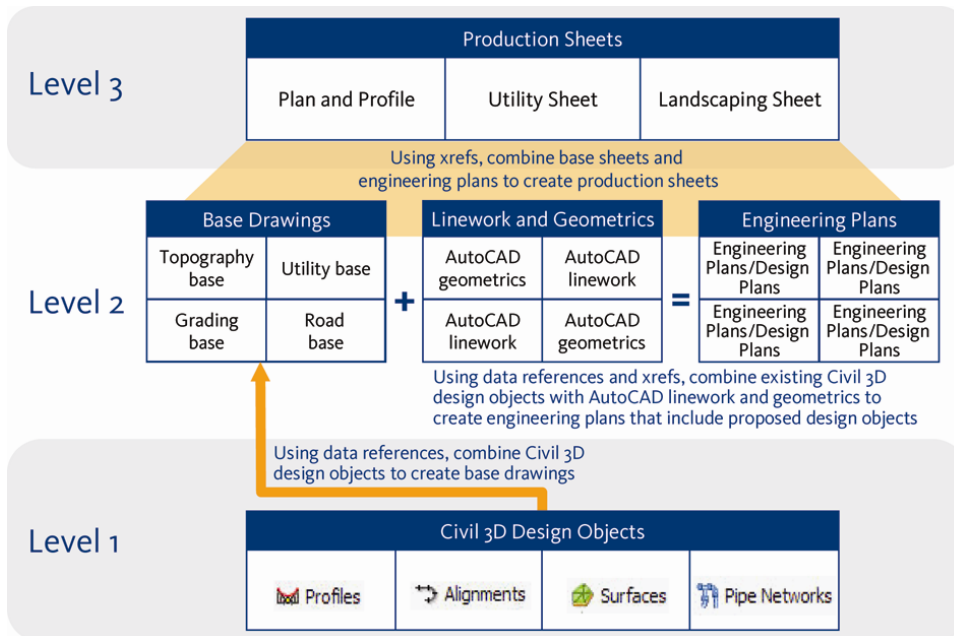 Production Sheets
Level 3
Plan and Profile
Utility Sheet
Landscaping Sheet
Using xrefs, combine base sheets and
engineering plans to create production sheets
Level 2
Base Drawings
Topography
base
Utility base
Grading
base
Road
base
+
Linework and Geometrics
AutoCAD
geometrics
AutoCAD
linework
AutoCAD
linework
AutoCAD
geometrics
=
Engineering Plans
Engineering
Plans/Design
Plans
Engineering
Plans/Design
Plans
Engineering
Plans/Design
Plans
Engineering
Plans/Design
Plans
Using data references and xrefs, combine existing Civil 3D
design objects with AutoCAD linework and geometrics to
create engineering plans that include proposed design objects
Using data references, combine Civil 3D
design objects to create base drawings
Level 1
Civil 3D Design Objects
Profiles
Alignments
Surfaces
Pipe Networks